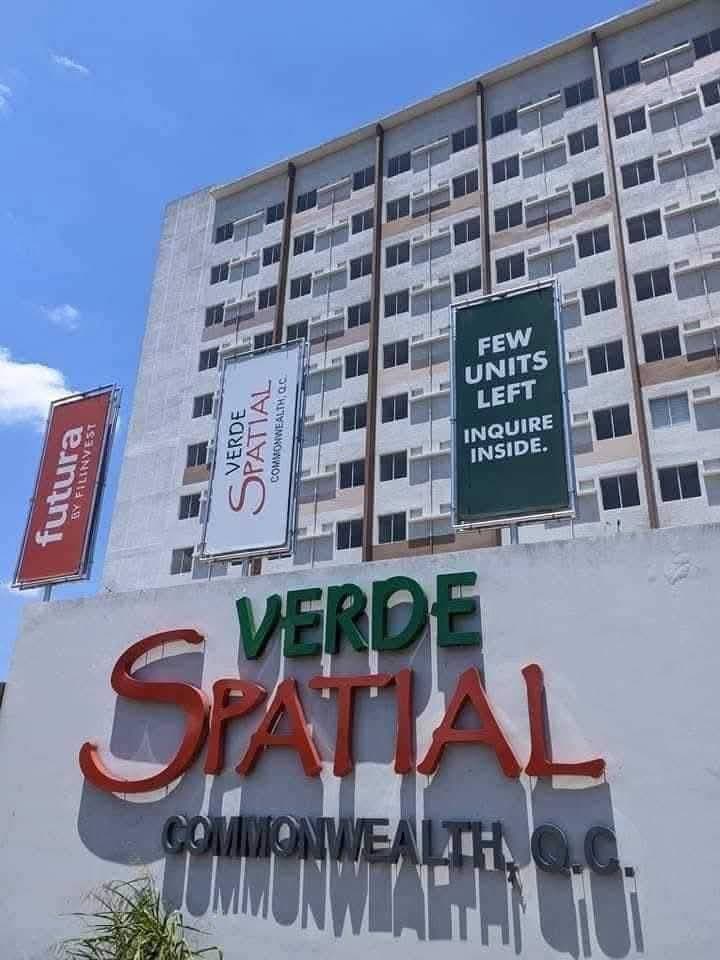 futura
BY FILINVEST
VERDE
SPATIAL
COMMONWEALTH, Q.C.
FEW
UNITS
LEFT
INQUIRE
INSIDE.
VERDE
SPATIAL
COMMONWEALTH, Q.C.